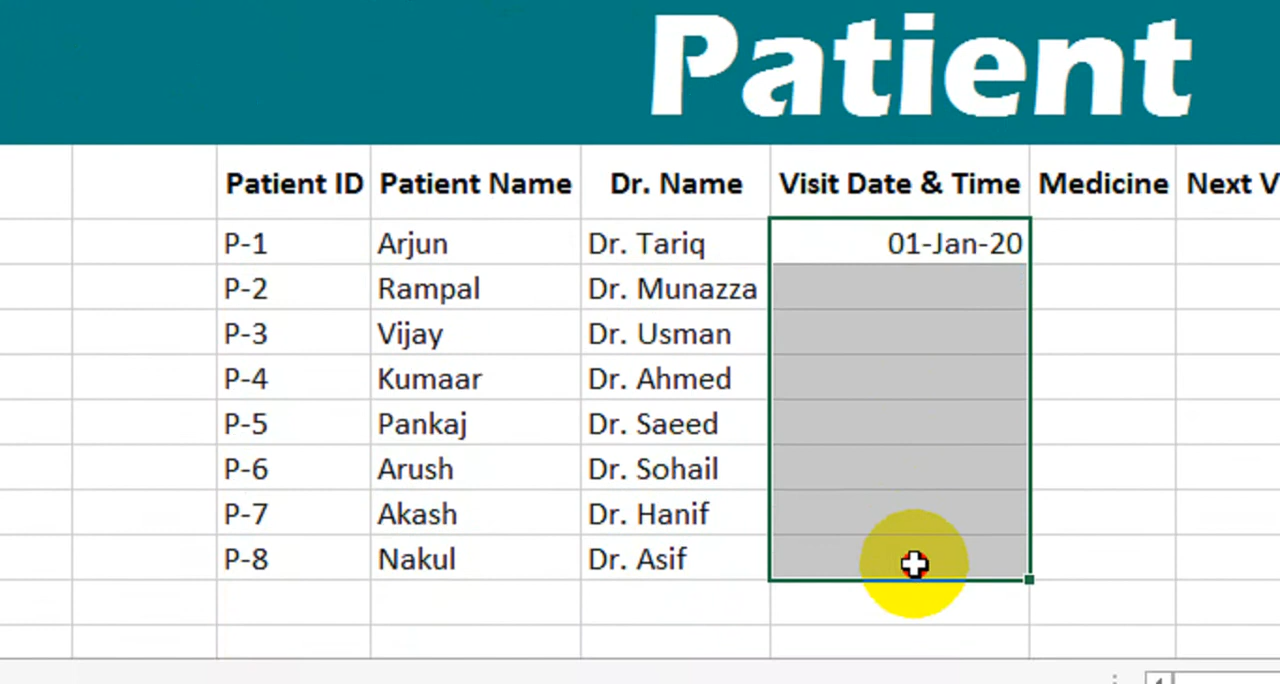 Patient
Patient ID Patient Name Dr. Name Visit Date & Time Medicine Next V
P-1 Arjun Dr. Tariq 01-Jan-20
P-2 Rampal Dr. Munazza
P-3 Vijay Dr. Usman
P-4 Kumaar Dr. Ahmed
P-5 Pankaj Dr. Saeed
P-6 Arush Dr. Sohail
P-7 Akash Dr. Hanif
P-8 Nakul Dr. Asif